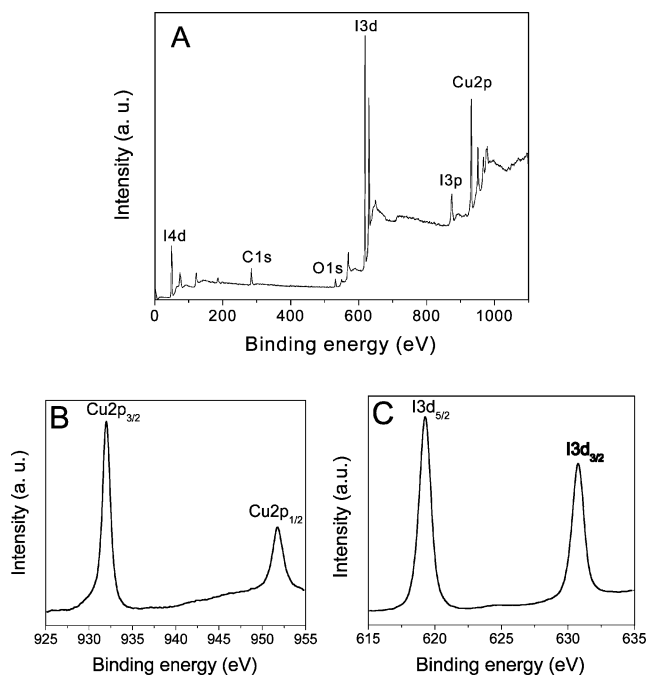 A
I3d
Cu2p
I3p
I4d
C1s
O1s
Intensity (a. u.)
0 200 400 600 800 1000
Binding energy (eV)
B
Cu2p3/2
Cu2p1/2
Intensity (a. u.)
925 930 935 940 945 950 955
Binding energy (eV)
C
I3d5/2
I3d3/2
Intensity (a.u.)
615 620 625 630 635
Binding energy (eV)